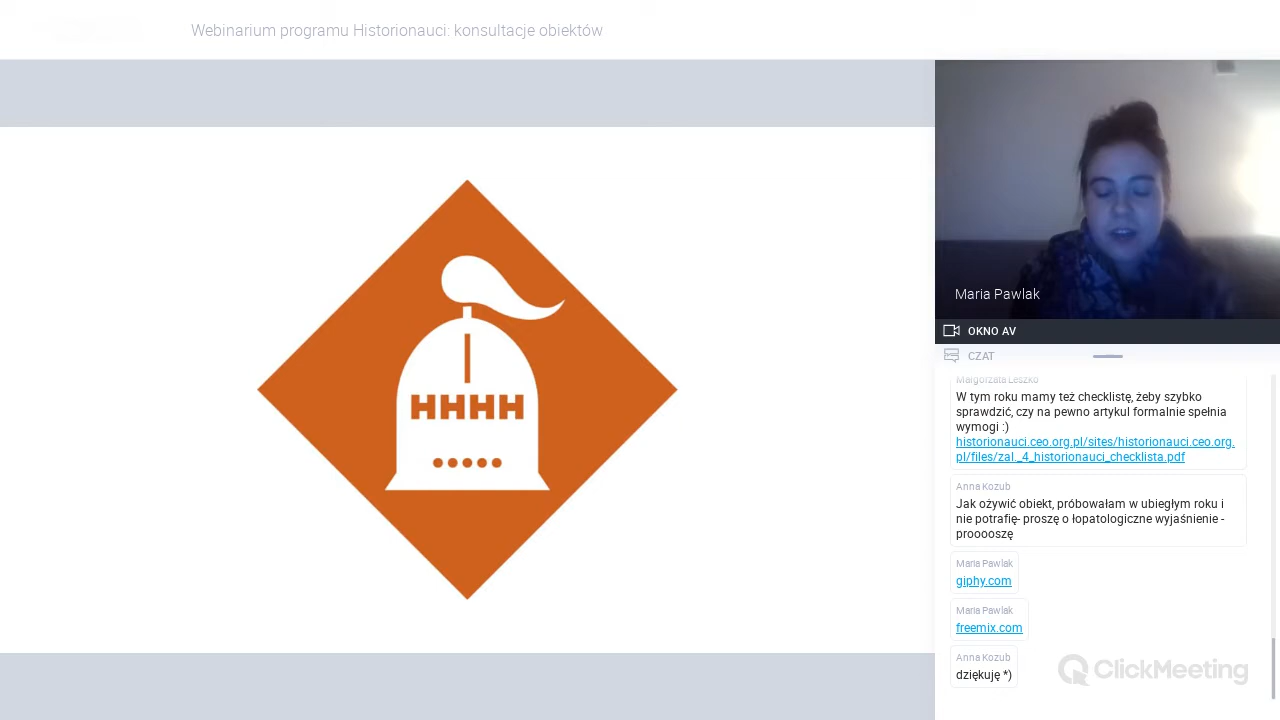 Webinarium programu Historionauci: konsultacje obiektów
HHHH
Maria Pawlak
OKNO AV
CZAT
Małgorzata Leszko
W tym roku mamy też checklistę, żeby szybko
sprawdzić, czy na pewno artykuł formalnie spełnia
wymogi :)
historionauci.ceo.org.pl/sites/historionauci.ceo.org.
pl/files/zal._4_historionauci_checklista.pdf
Anna Kozub
Jak ożywić obiekt, próbowałam w ubiegłym roku i
nie potrafię- proszę o łopatologiczne wyjaśnienie -
prooooszę
Maria Pawlak
giphy.com
Maria Pawlak
freemix.com
Anna Kozub
dziękuję *)
ClickMeeting